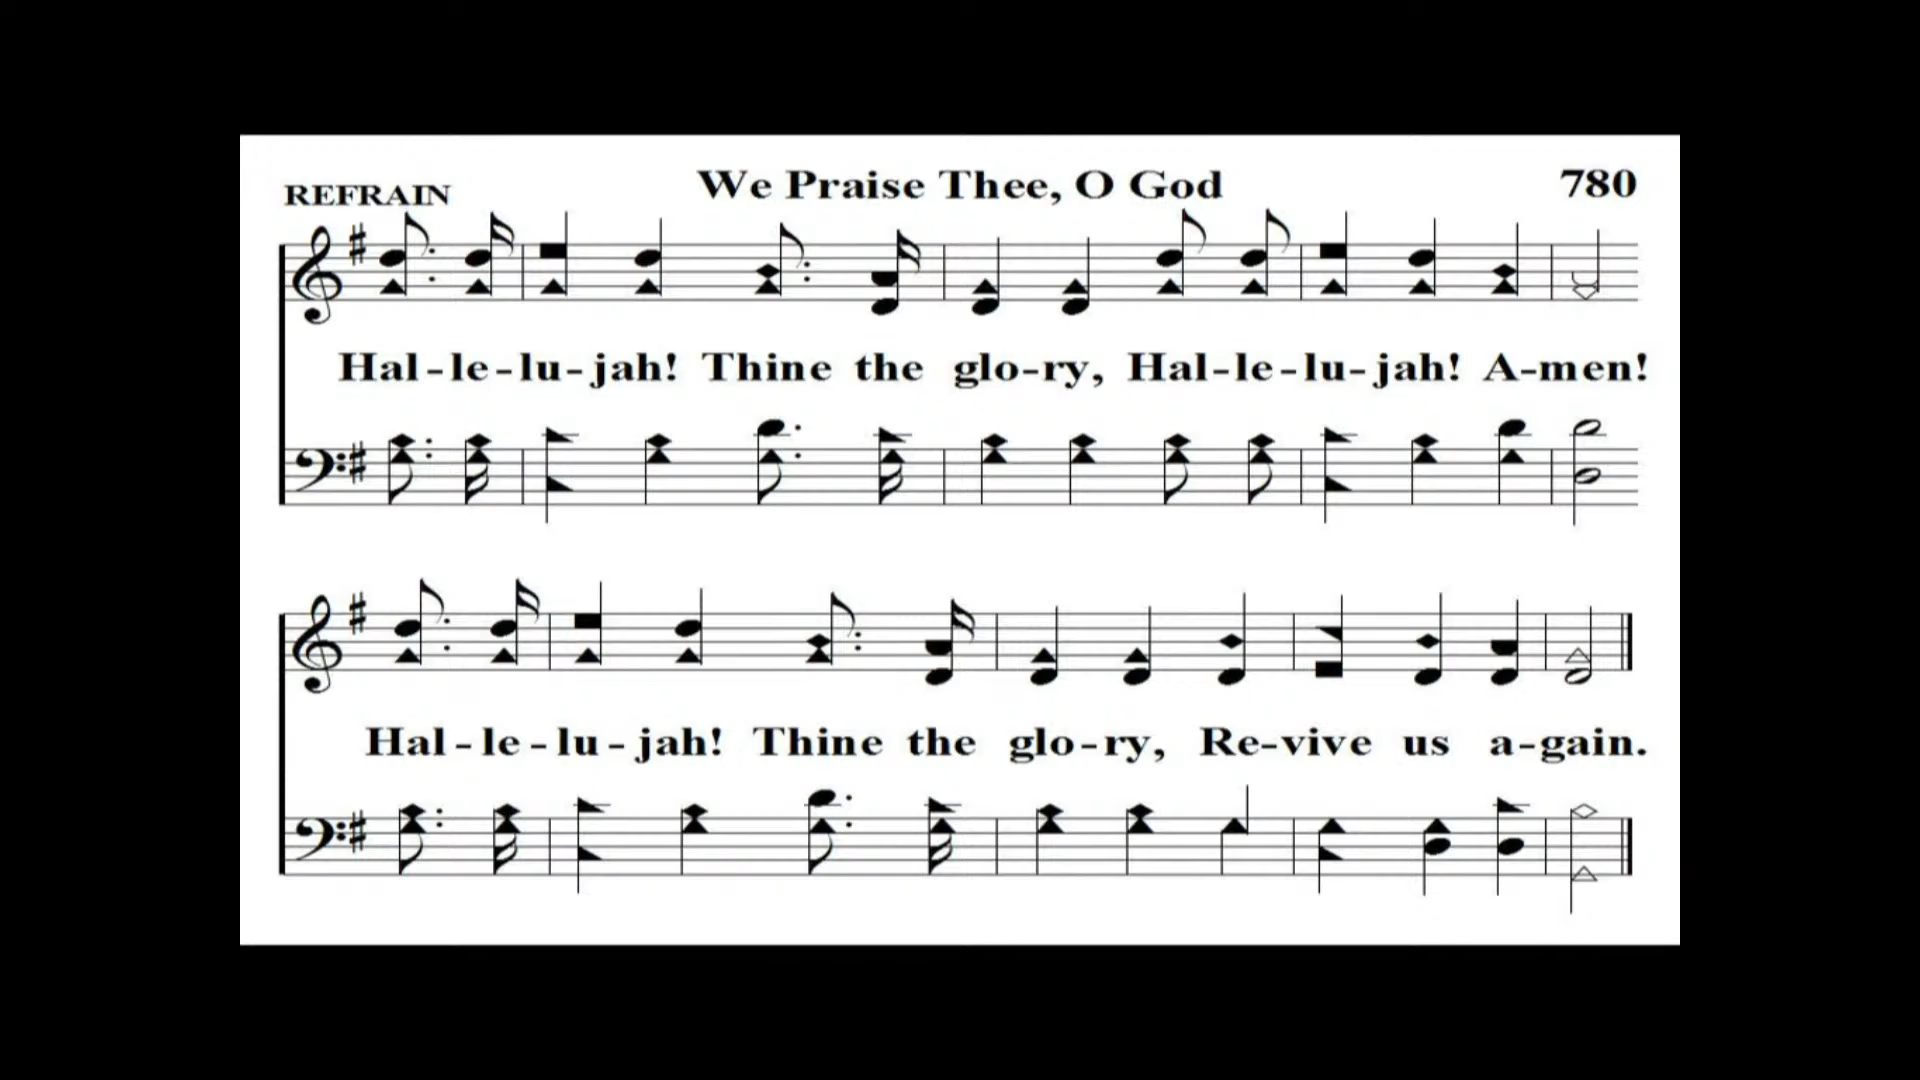 We Praise Thee, O God
780
REFRAIN
Hal-le-lu-jah! Thine the glo-ry, Hal-le-lu-jah! A-men!
Hal-le-lu-jah! Thine the glo-ry, Re-vive us a-gain.